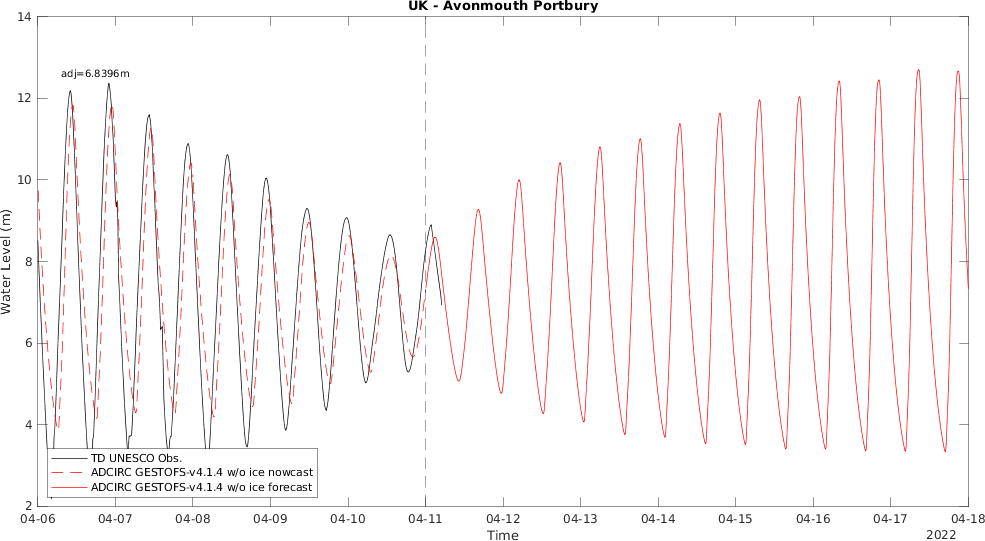 UK - Avonmouth Portbury
14
adj=6.8396m
12
10
8
6
4
2
Water Level (m)
TD UNESCO Obs.
ADCIRC GESTOFS-v4.1.4 w/o ice nowcast
ADCIRC GESTOFS-v4.1.4 w/o ice forecast
04-06 04-07 04-08 04-09 04-10 04-11 04-12 04-13 04-14 04-15 04-16 04-17 04-18
Time
2022